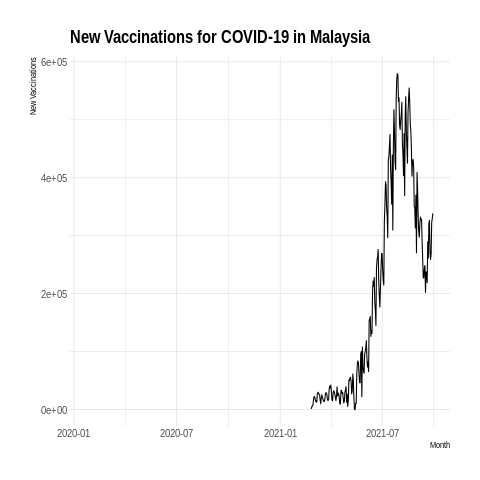 New Vaccinations for COVID-19 in Malaysia
New Vaccinations
6e+05
4e+05
2e+05
0e+00
2020-01 2020-07 2021-01 2021-07
Month